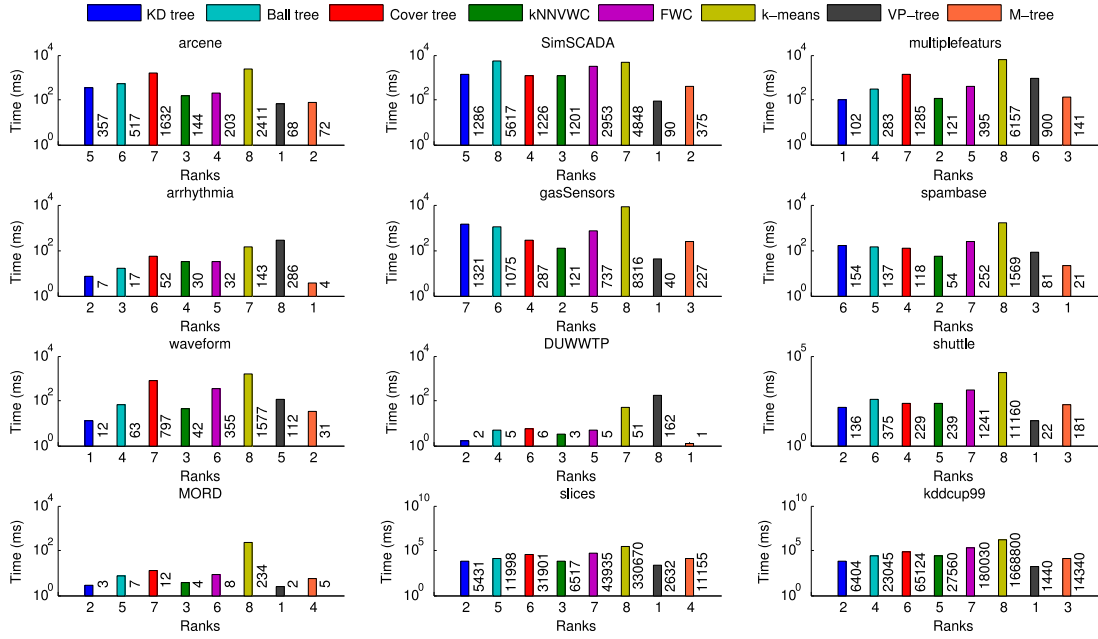 KD tree Ball tree Cover tree kNNVWC FWC k-means VP-tree M-tree
arcene
Time (ms)
10^4
10^2
10^0
357 517 1632 144 203 2411 68 72
5 6 7 3 4 8 1 2
Ranks
SimSCADA
Time (ms)
10^4
10^2
10^0
1286 5617 1226 1201 2953 4848 90 375
5 8 4 3 6 7 1 2
Ranks
multiplefeaturs
Time (ms)
10^4
10^2
10^0
102 283 1285 121 395 6157 900 141
1 4 7 2 5 8 6 3
Ranks
arrhythmia
Time (ms)
10^4
10^2
10^0
7 17 52 30 32 143 286 4
2 3 6 4 5 7 8 1
Ranks
gasSensors
Time (ms)
10^4
10^2
10^0
1321 1075 287 121 737 8316 40 227
7 6 4 2 5 8 1 3
Ranks
spambase
Time (ms)
10^4
10^2
10^0
154 137 118 54 252 1569 81 21
6 5 4 2 7 8 3 1
Ranks
waveform
Time (ms)
10^4
10^2
10^0
12 63 797 42 355 1577 112 31
1 4 7 3 6 8 5 2
Ranks
DUWWTP
Time (ms)
10^4
10^2
10^0
2 5 6 3 5 51 162 1
2 4 6 3 5 7 8 1
Ranks
shuttle
Time (ms)
10^5
10^0
136 375 229 239 1241 11160 22 181
2 6 4 5 7 8 1 3
Ranks
MORD
Time (ms)
10^4
10^2
10^0
3 7 12 4 8 234 2 5
2 5 7 3 6 8 1 4
Ranks
slices
Time (ms)
10^10
10^5
10^0
5431 11998 31901 6517 43935 330670 2632 11155
2 5 6 3 7 8 1 4
Ranks
kddcup99
Time (ms)
10^10
10^5
10^0
6404 23045 65124 27560 180030 1668800 1440 14340
2 4 6 5 7 8 1 3
Ranks